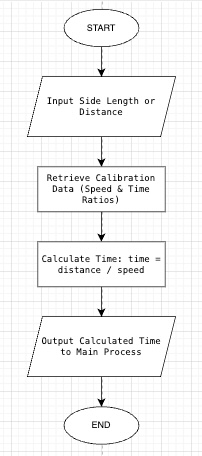 START
Input Side Length or
Distance
Retrieve Calibration
Data (Speed & Time
Ratios)
Calculate Time: time =
distance / speed
Output Calculated Time
to Main Process
END